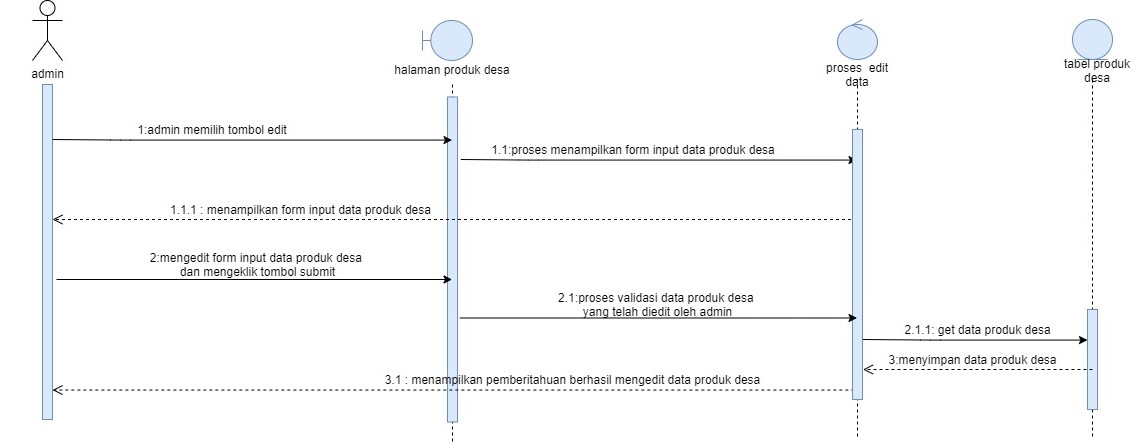 admin
halaman produk desa
proses edit
data
tabel produk
desa
1:admin memilih tombol edit
1.1:proses menampilkan form input data produk desa
1.1.1 : menampilkan form input data produk desa
2:mengedit form input data produk desa
dan mengeklik tombol submit
2.1:proses validasi data produk desa
yang telah diedit oleh admin
2.1.1: get data produk desa
3:menyimpan data produk desa
3.1 : menampilkan pemberitahuan berhasil mengedit data produk desa